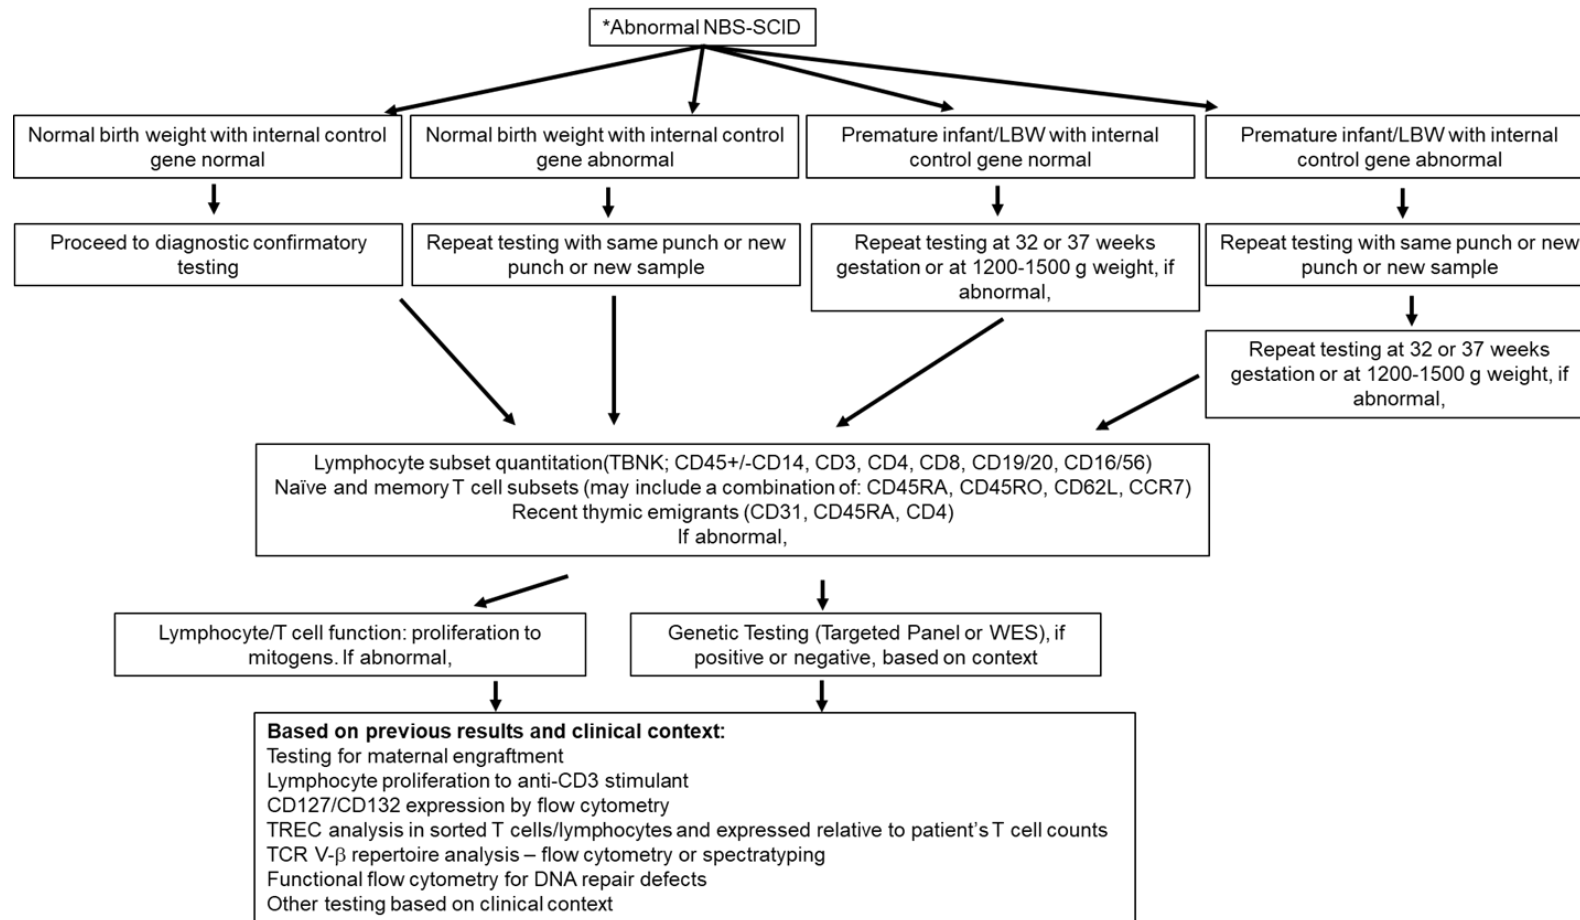 *Abnormal NBS-SCID
Normal birth weight with internal control
gene normal
Normal birth weight with internal control
gene abnormal
Premature infant/LBW with internal
control gene normal
Premature infant/LBW with internal
control gene abnormal
Proceed to diagnostic confirmatory
testing
Repeat testing with same punch or new
punch or new sample
Repeat testing at 32 or 37 weeks
gestation or at 1200-1500 g weight, if
abnormal,
Repeat testing with same punch or new
punch or new sample
Repeat testing at 32 or 37 weeks
gestation or at 1200-1500 g weight, if
abnormal,
Lymphocyte subset quantitation(TBNK; CD45+/-CD14, CD3, CD4, CD8, CD19/20, CD16/56)
Naïve and memory T cell subsets (may include a combination of: CD45RA, CD45RO, CD62L, CCR7)
Recent thymic emigrants (CD31, CD45RA, CD4)
If abnormal,
Lymphocyte/T cell function: proliferation to
mitogens. If abnormal,
Genetic Testing (Targeted Panel or WES), if
positive or negative, based on context
Based on previous results and clinical context:
Testing for maternal engraftment
Lymphocyte proliferation to anti-CD3 stimulant
CD127/CD132 expression by flow cytometry
TREC analysis in sorted T cells/lymphocytes and expressed relative to patient's T cell counts
TCR V-β repertoire analysis – flow cytometry or spectratyping
Functional flow cytometry for DNA repair defects
Other testing based on clinical context